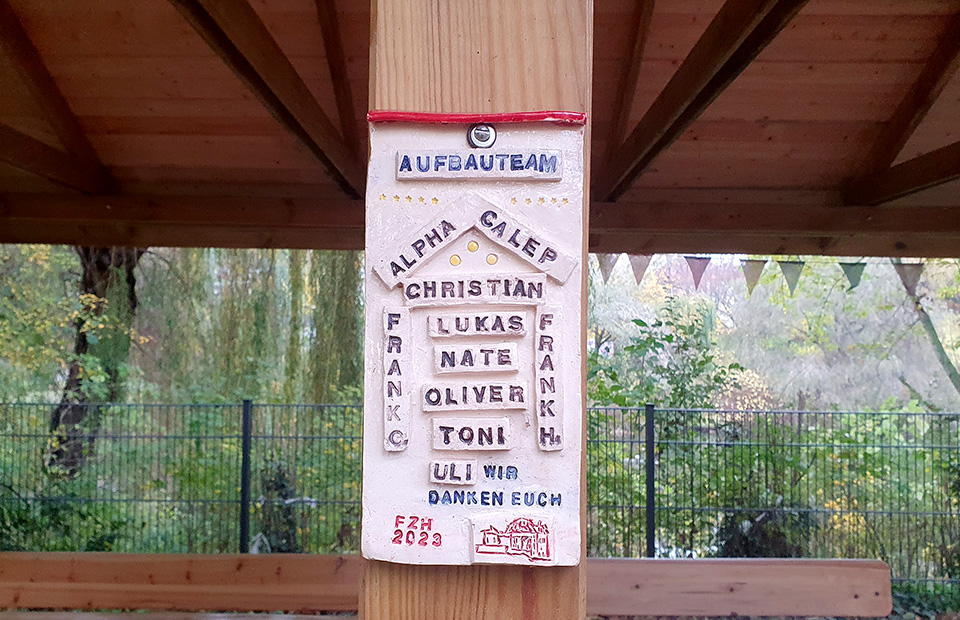 AUFBAUTEAM
ALPHA CALEP
CHRISTIAN
FRANK C.
LUKAS
NATE
OLIVER
TONI
FRANK H.
ULI WIR
DANKEN EUCH
FZH
2023